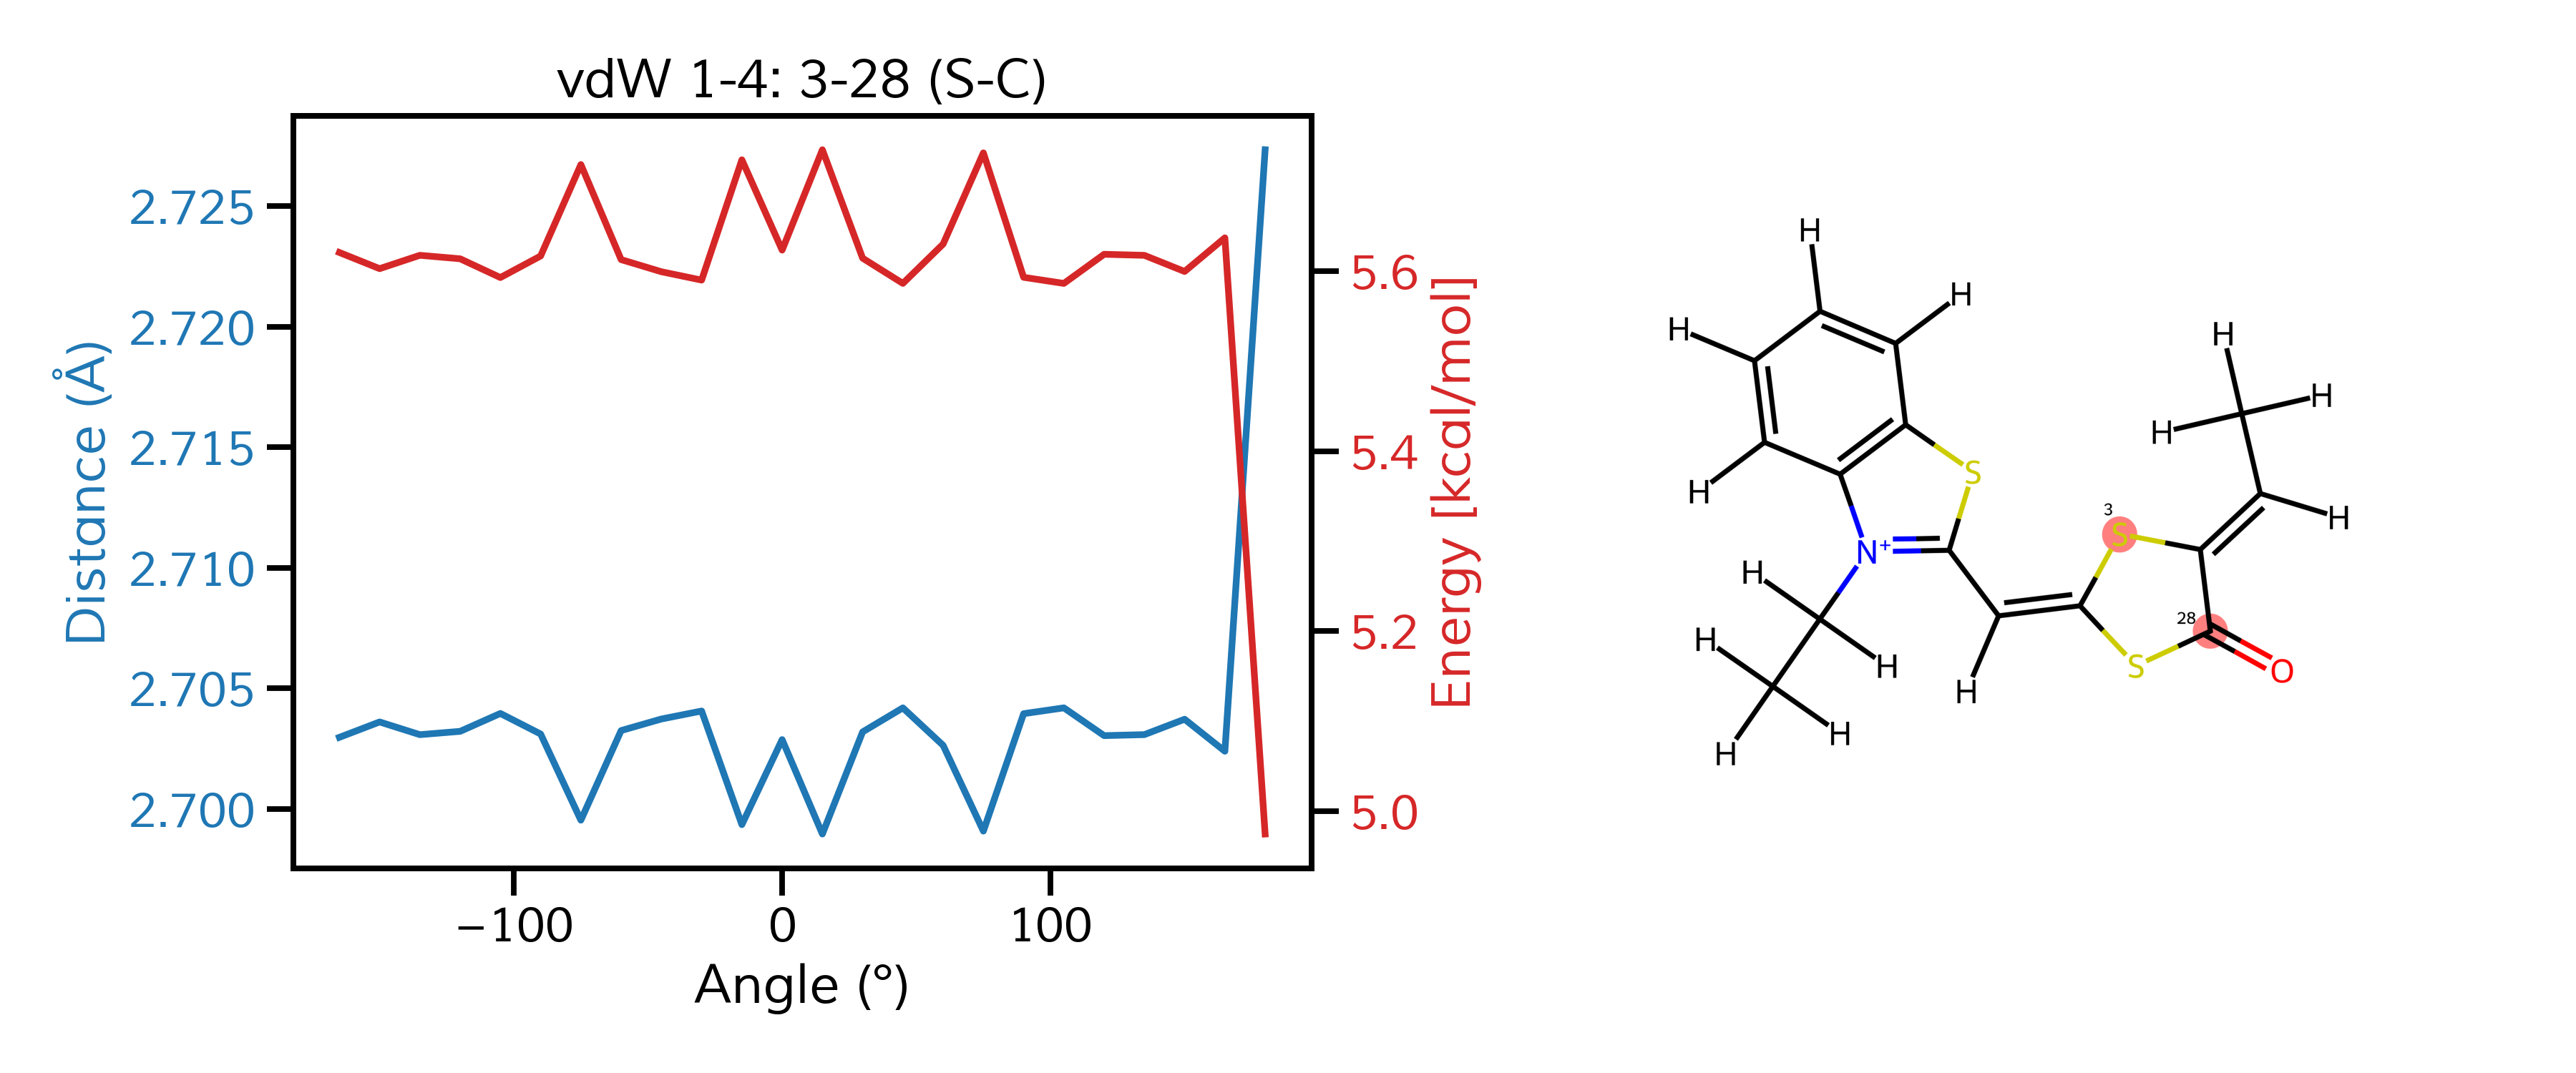 vdW 1-4: 3-28 (S-C)
Distance (Å)
2.725
2.720
2.715
2.710
2.705
2.700
5.6
5.4
5.2
5.0
Energy [kcal/mol]
−100 0 100
Angle (°)
H
H
H
H
H
H
H
S
3
S
H
H
N+
H
28
H
H
S
O
H
H
H